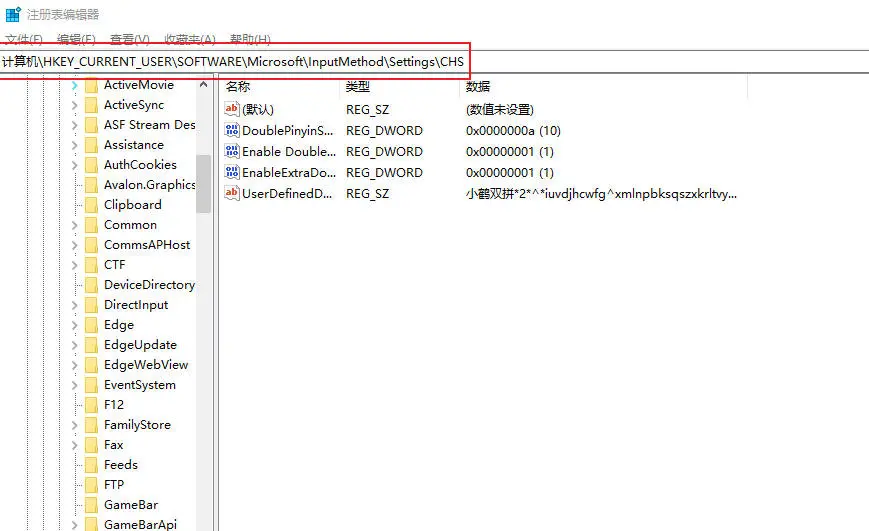 注册表编辑器
文件(F) 编辑(E) 查看(V) 收藏夹(A) 帮助(H)
计算机\HKEY_CURRENT_USER\SOFTWARE\Microsoft\InputMethod\Settings\CHS
ActiveMovie
ActiveSync
ASF Stream Des
Assistance
AuthCookies
Avalon.Graphics
Clipboard
Common
CommsAPHost
CTF
DeviceDirectory
DirectInput
Edge
EdgeUpdate
EdgeWebView
EventSystem
F12
FamilyStore
Fax
Feeds
FTP
GameBar
GameBarApi
名称 类型 数据
ab (默认) REG_SZ (数值未设置)
DoublePinyinS... REG_DWORD 0x0000000a (10)
Enable Double... REG_DWORD 0x00000001 (1)
EnableExtraDo... REG_DWORD 0x00000001 (1)
ab UserDefinedD... REG_SZ 小鹤双拼*2*^*iuvdjhcwfg^xmlnpbksqszxkrltvy...